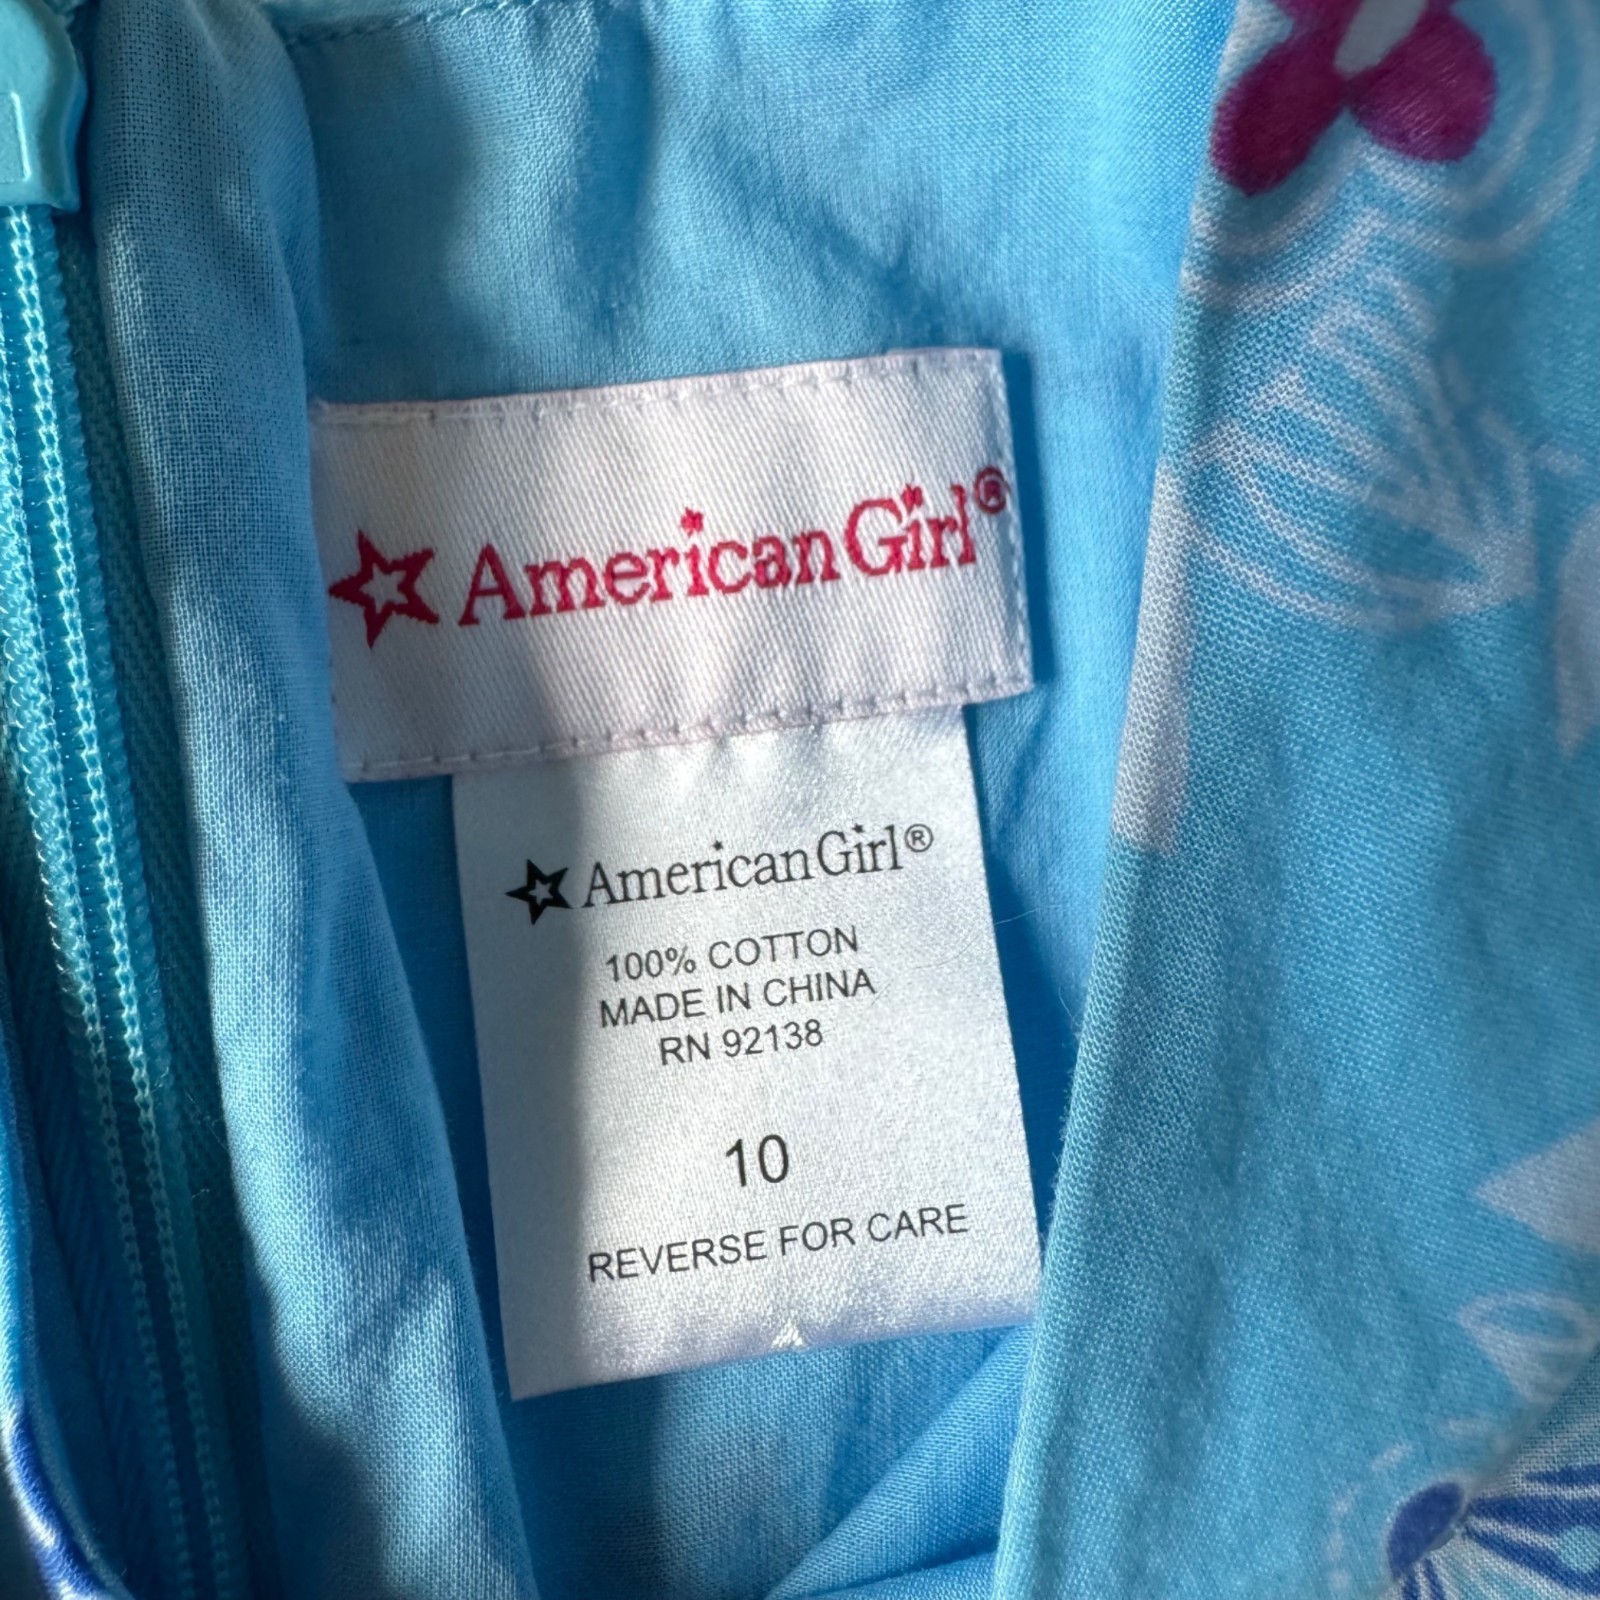 American Girl®
American Girl®
100% COTTON
MADE IN CHINA
RN 92138
10
REVERSE FOR CARE